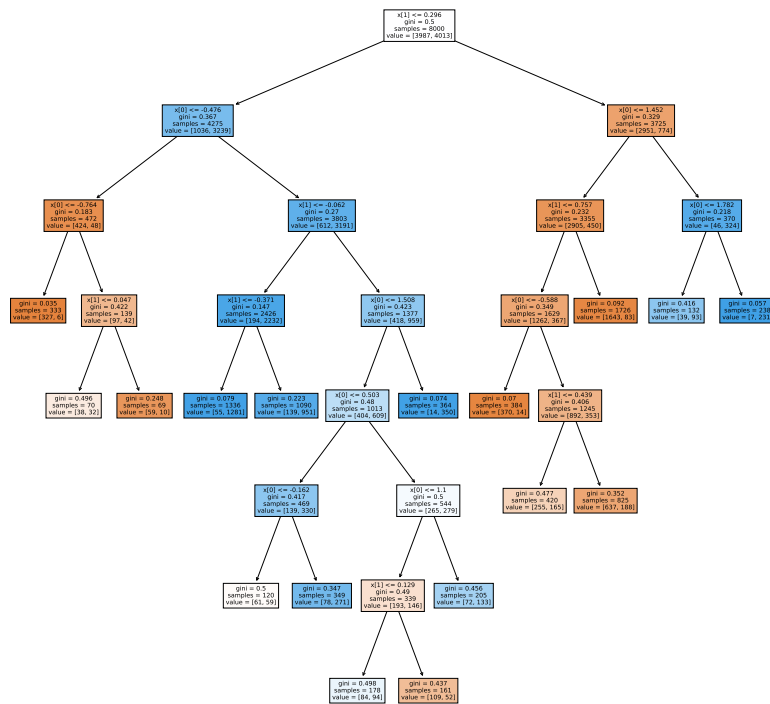 x[1] <= 0.296
gini = 0.5
samples = 8000
value = [3987, 4013]
x[0] <= -0.476
gini = 0.367
samples = 4275
value = [1036, 3239]
x[0] <= 1.452
gini = 0.329
samples = 3725
value = [2951, 774]
x[0] <= -0.764
gini = 0.183
samples = 472
value = [424, 48]
x[1] <= -0.062
gini = 0.27
samples = 3803
value = [612, 3191]
x[1] <= 0.757
gini = 0.232
samples = 3355
value = [2905, 450]
x[0] <= 1.782
gini = 0.218
samples = 370
value = [46, 324]
gini = 0.035
samples = 333
value = [327, 6]
x[1] <= 0.047
gini = 0.422
samples = 139
value = [97, 42]
x[1] <= -0.371
gini = 0.147
samples = 2426
value = [194, 2232]
x[0] <= 1.508
gini = 0.423
samples = 1377
value = [418, 959]
x[0] <= -0.588
gini = 0.349
samples = 1629
value = [1262, 367]
gini = 0.092
samples = 1726
value = [1643, 83]
gini = 0.416
samples = 132
value = [39, 93]
gini = 0.057
samples = 238
value = [7, 231
gini = 0.496
samples = 70
value = [38, 32]
gini = 0.248
samples = 69
value = [59, 10]
gini = 0.079
samples = 1336
value = [55, 1281]
gini = 0.223
samples = 1090
value = [139, 951]
x[0] <= 0.503
gini = 0.48
samples = 1013
value = [404, 609]
gini = 0.074
samples = 364
value = [14, 350]
gini = 0.07
samples = 384
value = [370, 14]
x[1] <= 0.439
gini = 0.406
samples = 1245
value = [892, 353]
x[0] <= -0.162
gini = 0.417
samples = 469
value = [139, 330]
x[0] <= 1.1
gini = 0.5
samples = 544
value = [265, 279]
gini = 0.477
samples = 420
value = [255, 165]
gini = 0.352
samples = 825
value = [637, 188]
gini = 0.5
samples = 120
value = [61, 59]
gini = 0.347
samples = 349
value = [78, 271]
x[1] <= 0.129
gini = 0.49
samples = 339
value = [193, 146]
gini = 0.456
samples = 205
value = [72, 133]
gini = 0.498
samples = 178
value = [84, 94]
gini = 0.437
samples = 161
value = [109, 52]